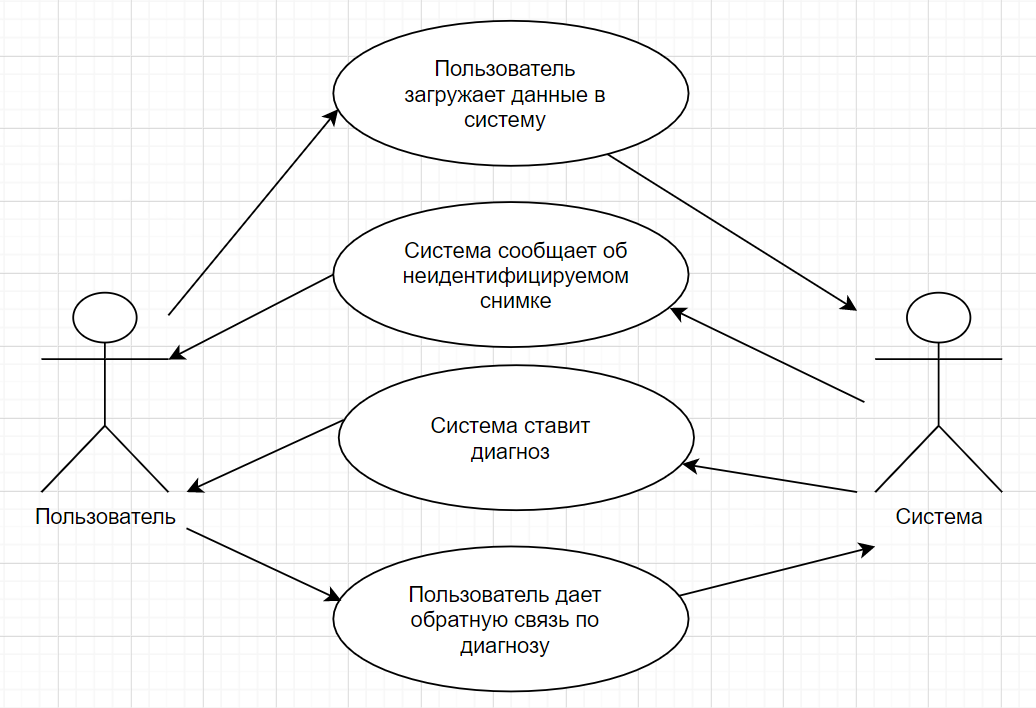 Пользователь
загружает данные в
систему
Система сообщает об
неидентифицируемом
снимке
Система ставит
диагноз
Пользователь
Система
Пользователь дает
обратную связь по
диагнозу